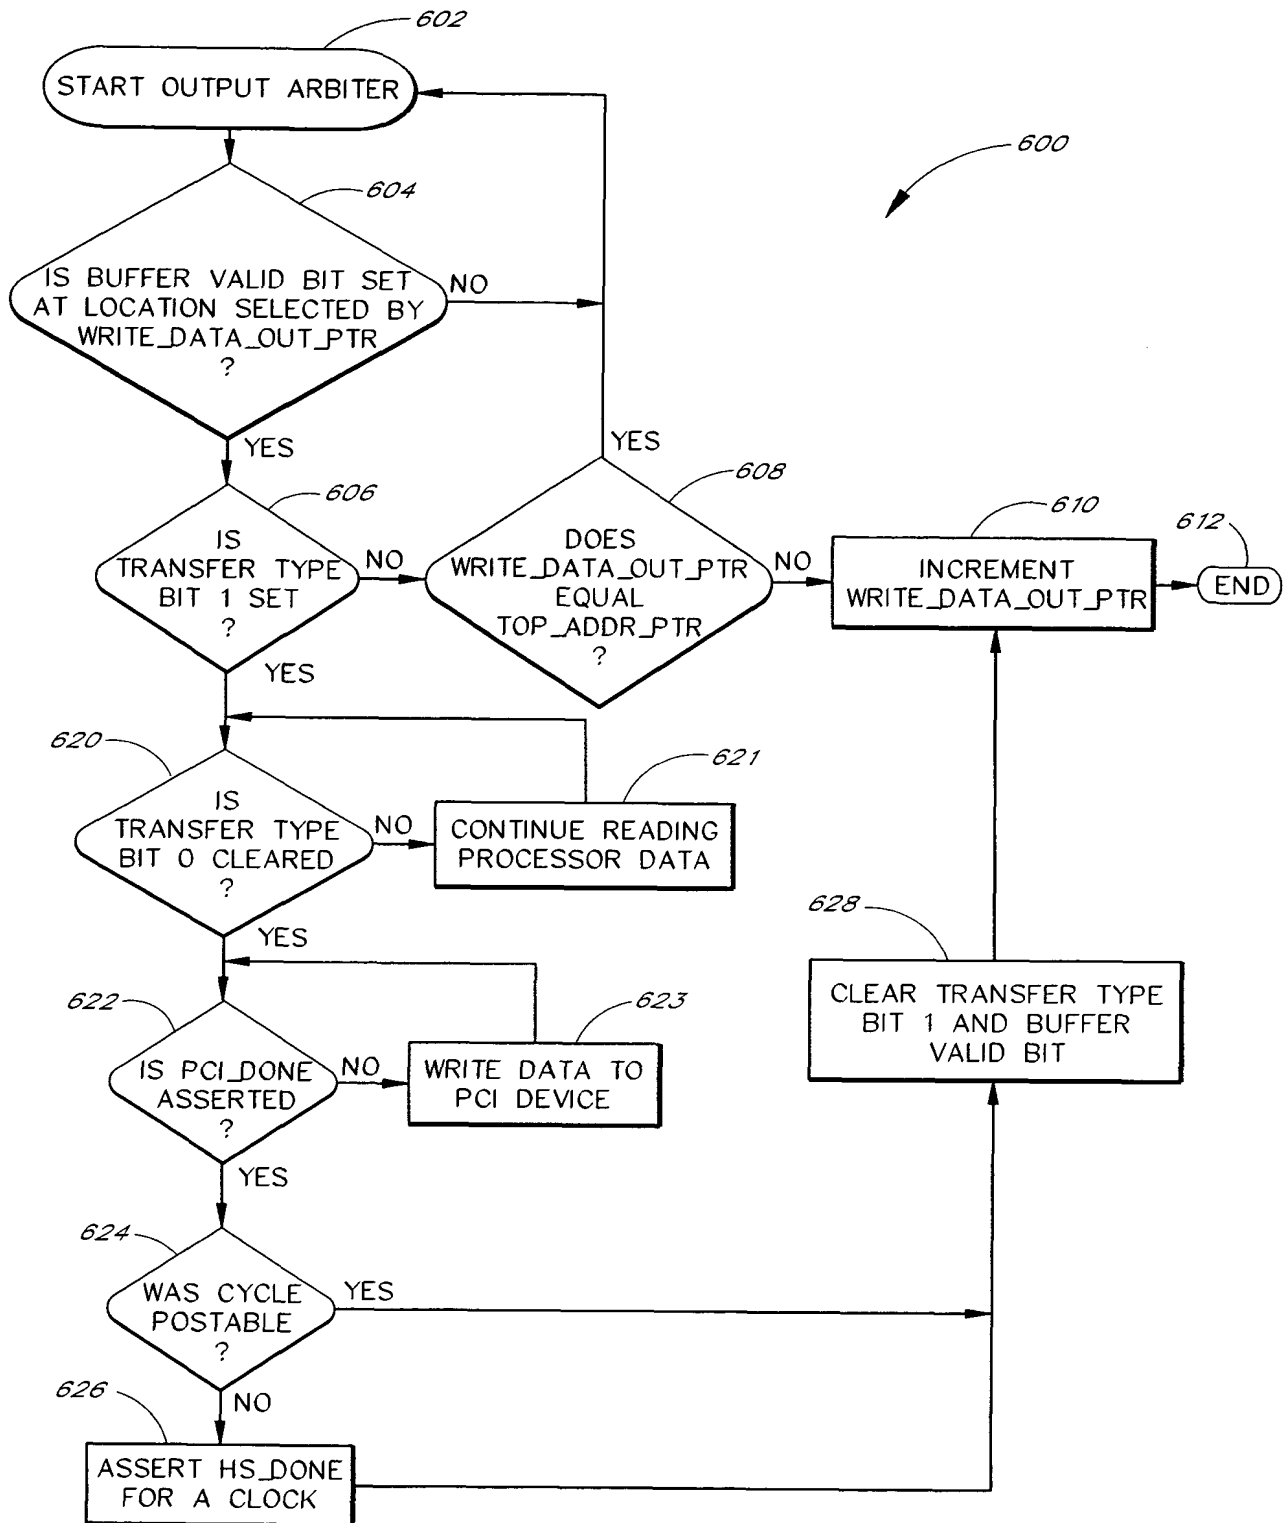 602
START OUTPUT ARBITER
600
604
IS BUFFER VALID BIT SET
AT LOCATION SELECTED BY
WRITE_DATA_OUT_PTR
?
NO
YES
YES
606
608
610
612
IS
TRANSFER TYPE
BIT 1 SET
?
NO
DOES
WRITE_DATA_OUT_PTR
EQUAL
TOP_ADDR_PTR
?
NO
INCREMENT
WRITE_DATA_OUT_PTR
END
YES
620
621
IS
TRANSFER TYPE
BIT 0 CLEARED
?
NO
CONTINUE READING
PROCESSOR DATA
YES
628
CLEAR TRANSFER TYPE
BIT 1 AND BUFFER
VALID BIT
622
623
IS PCI_DONE
ASSERTED
?
NO
WRITE DATA TO
PCI DEVICE
YES
624
WAS CYCLE
POSTABLE
?
YES
NO
626
ASSERT HS_DONE
FOR A CLOCK